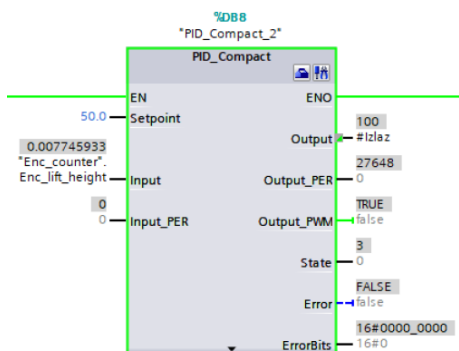 %DB8
"PID_Compact_2"
PID_Compact
EN
ENO
50.0
Setpoint
100
Output
#Izlaz
0.007745933
"Enc_counter".
Enc_lift_height
Input
27648
Output_PER
0
0
0
Input_PER
TRUE
Output_PWM
false
3
State
0
FALSE
Error
false
16#0000_0000
ErrorBits
16#0